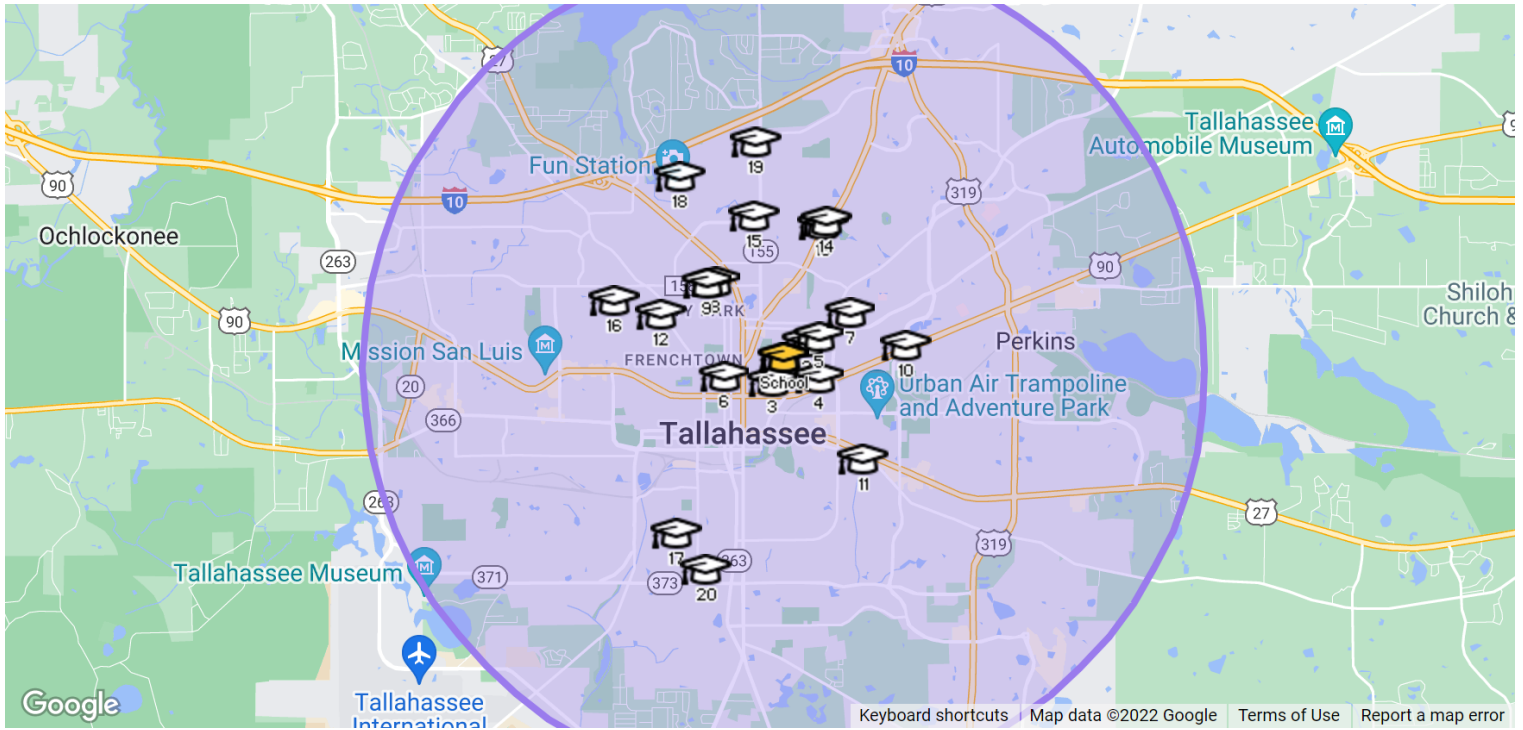 27
10
Tallahassee
Automobile Museum
19
Fun Station
18
90
10
319
Ochlockonee
15
155
14
263
90
16
12
7
90
Shiloh
Church &
Mission San Luis
FRENCHTOWN
5
10
Perkins
School
6
3
4
20
Urban Air Trampoline
and Adventure Park
366
Tallahassee
11
263
27
17
319
Tallahassee Museum
371
373
363
20
Tallahassee
International
Google
Keyboard shortcuts
Map data ©2022 Google
Terms of Use
Report a map error